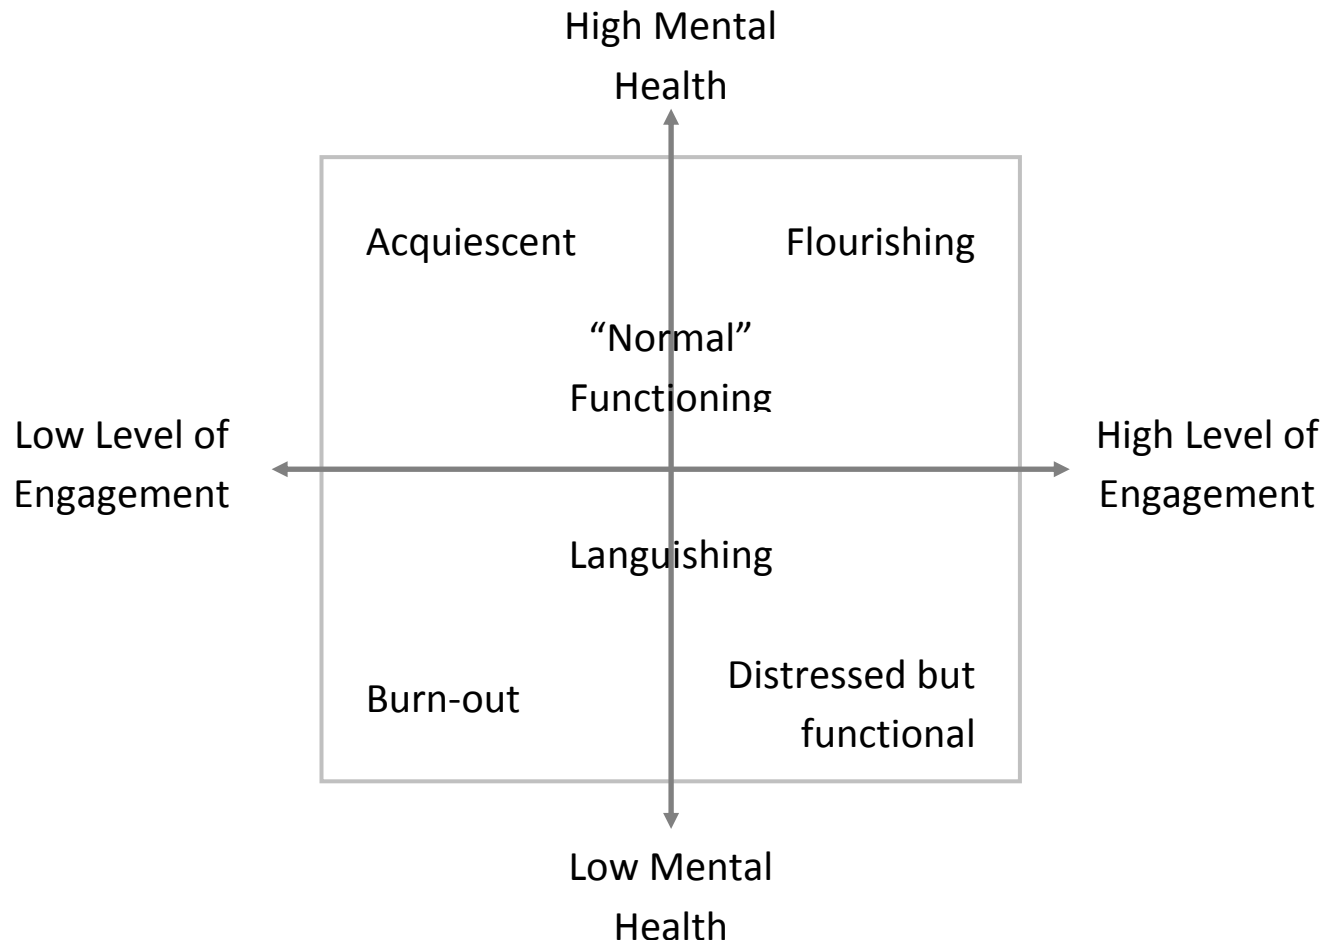 High Mental
Health
Acquiescent
Flourishing
“Normal”
Functioning
Low Level of
Engagement
High Level of
Engagement
Languishing
Burn-out
Distressed but
functional
Low Mental
Health